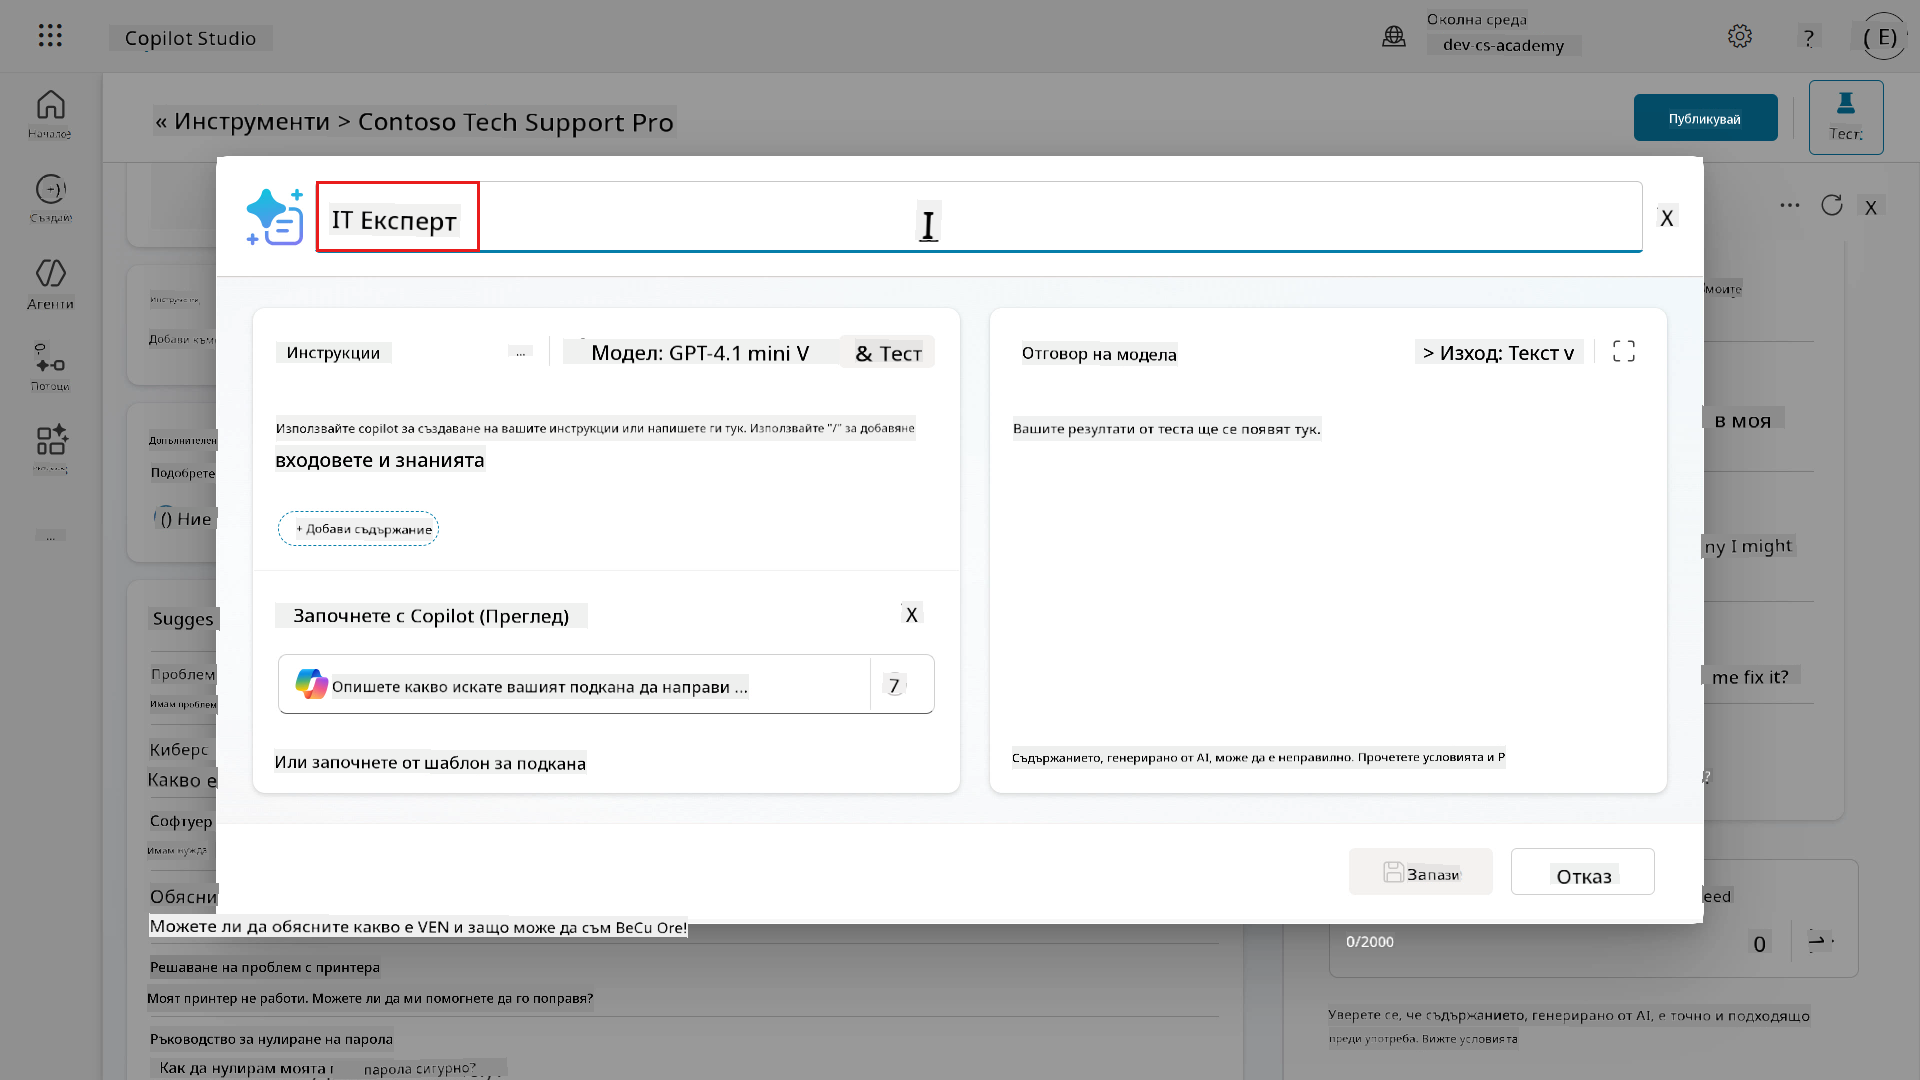 Copilot Studio
Околна среда
dev-cs-academy
?
( E)
« Инструменти > Contoso Tech Support Pro
Публикувай
Тест
Начало
Създай
Агенти
Потоци
...
IT Експерт
X
Инструкции
...
Модел: GPT-4.1 mini V
& Тест
Използвайте copilot за създаване на вашите инструкции или напишете ги тук. Използвайте "/" за добавяне
входовете и знанията
+ Добави съдържание
Започнете с Copilot (Преглед)
X
Опишете какво искате вашият подкана да направи ...
7
Или започнете от шаблон за подкана
Отговор на модела
> Изход: Текст v
Вашите резултати от теста ще се появят тук.
Съдържанието, генерирано от AI, може да е неправилно. Прочетете условията и P
Запази
Отказ
... X
Добави към
Допълнителен
Подобрете
() Ние
Sugges
Проблем
Имам проблем
Киберс
Какво е
Софтуер
Имам нужда
Обясни
Можете ли да обясните какво е VEN и защо може да съм BeCu Ore!
Решаване на проблем с принтера
Моят принтер не работи. Можете ли да ми помогнете да го поправя?
Ръководство за нулиране на парола
Как да нулирам моята
парола сигурно?
в моя
ny I might
me fix it?
eed
0/2000
0
Уверете се, че съдържанието, генерирано от AI, е точно и подходящо
преди употреба. Вижте условията